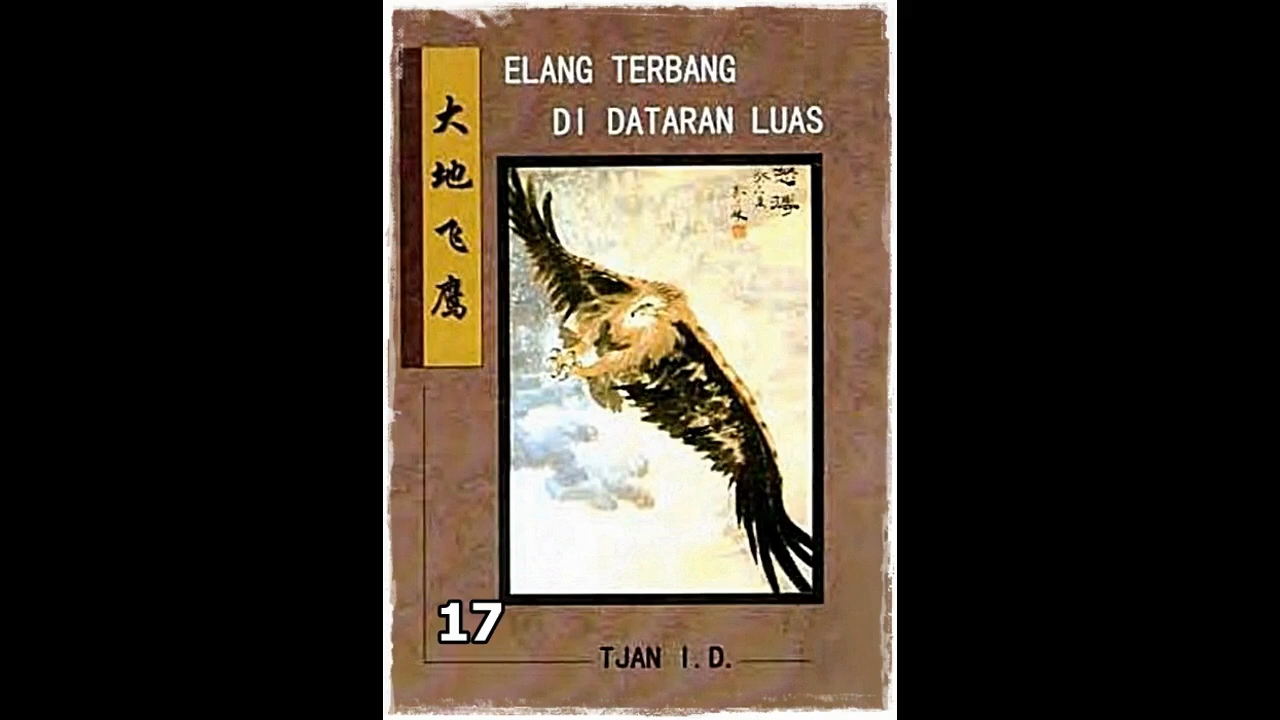 ELANG TERBANG
DI DATARAN LUAS
大地飞鹰
17
TJAN I.D.